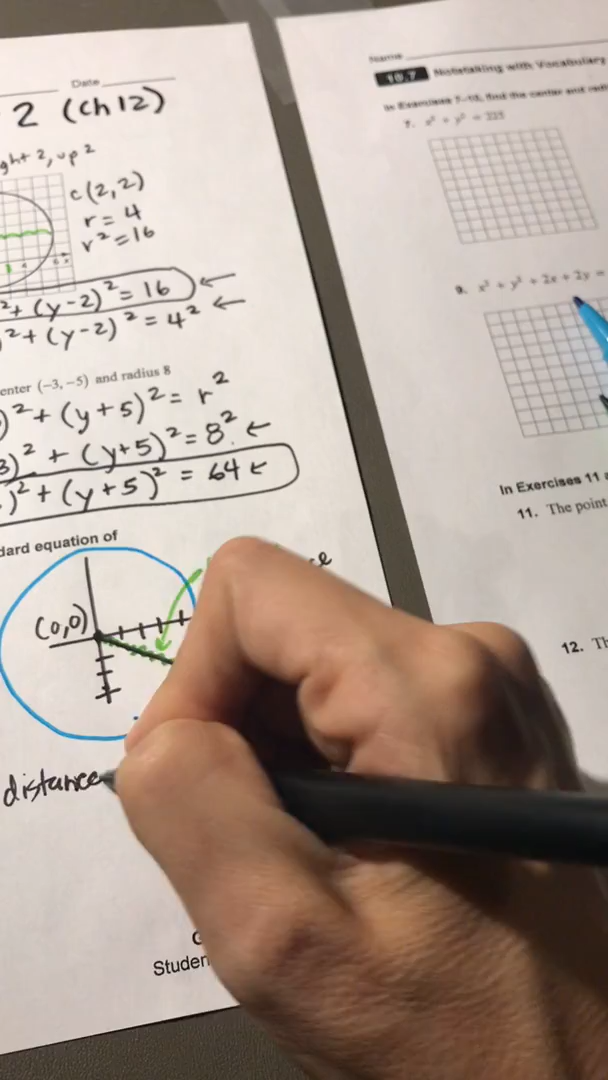 Date
2 (Ch12)
ght 2, up 2
c(2,2)
r = 4
r² = 16
²+(y-2)² = 16 ←
)²+(y-2)² = 4² ←
enter (−3, −5) and radius 8
)²+(y+5)² = r²
3)² + (y+5)² = 8² ←
)²+(y+5)² = 64 ←
dard equation of
(0,0)
distance
Studen
Name
10.7 Notetaking with Vocabulary
In Exercises 7–10, find the center and radi
7. x² + y² = 225
9. x² + y² + 2x + 2y =
In Exercises 11 a
11. The point
12. Th